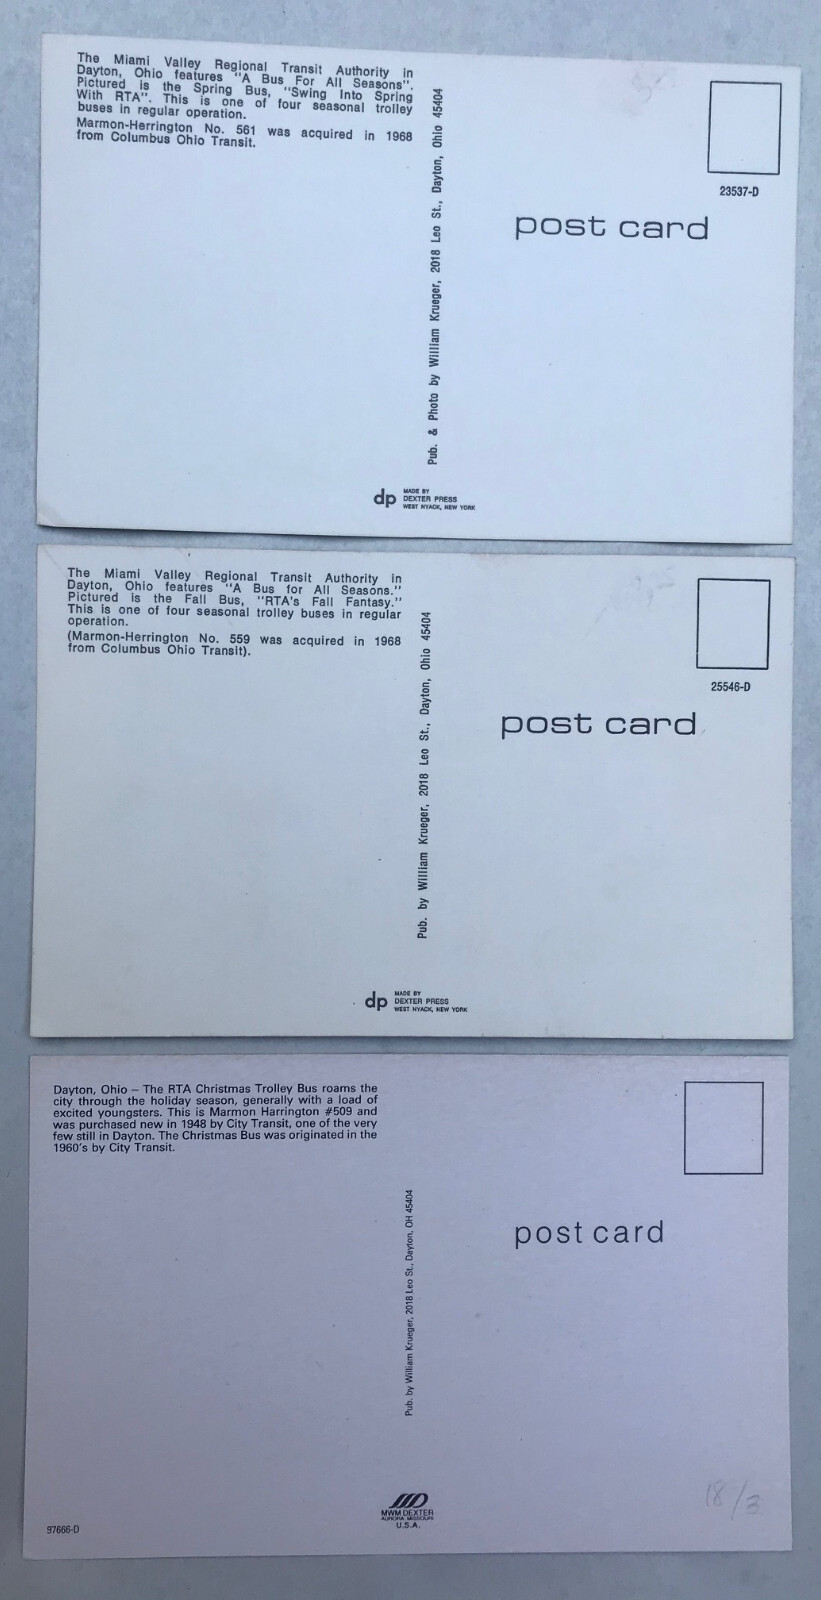 The Miami Valley Regional Transit Authority in
Dayton, Ohio features "A Bus For All Seasons".
Pictured is the Spring Bus, "Swing Into Spring
With RTA". This is one of four seasonal trolley
buses in regular operation.
Marmon-Herrington No. 561 was acquired in 1968
from Columbus Ohio Transit.
Pub. & Photo by William Krueger, 2018 Leo St., Dayton, Ohio 45404
23537-D
post card
dp
MADE BY
DEXTER PRESS
WEST NYACK, NEW YORK
The Miami Valley Regional Transit Authority in
Dayton, Ohio features "A Bus for All Seasons."
Pictured is the Fall Bus, "RTA's Fall Fantasy."
This is one of four seasonal trolley buses in regular
operation.
(Marmon-Herrington No. 559 was acquired in 1968
from Columbus Ohio Transit).
Pub. by William Krueger, 2018 Leo St., Dayton, Ohio 45404
25546-D
post card
dp
MADE BY
DEXTER PRESS
WEST NYACK, NEW YORK
Dayton, Ohio – The RTA Christmas Trolley Bus roams the
city through the holiday season, generally with a load of
excited youngsters. This is Marmon Harrington #509 and
was purchased new in 1948 by City Transit, one of the very
few still in Dayton. The Christmas Bus was originated in the
1960's by City Transit.
Pub. by William Krueger, 2018 Leo St., Dayton, OH 45404
post card
MWM DEXTER
AURORA, MISSOURI
U.S.A.
97666-D
18/3